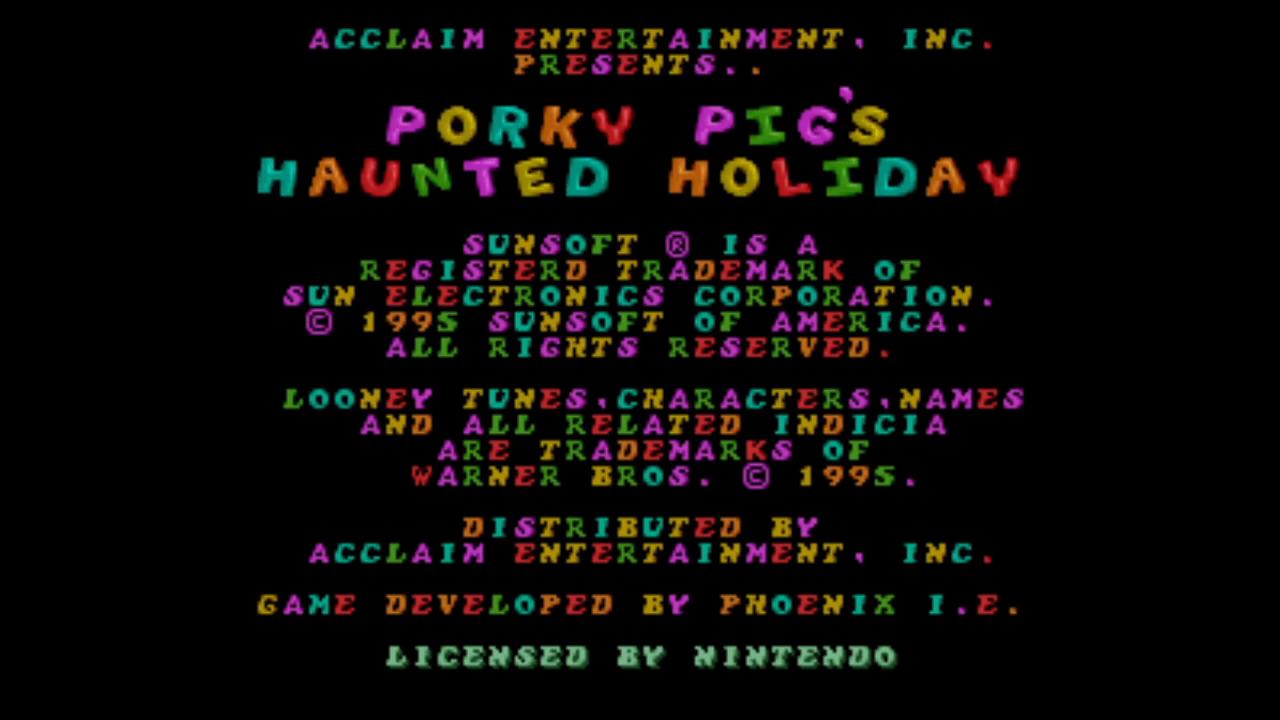 ACCLAIM ENTERTAINMENT, INC.
PRESENTS..
PORKY PIG'S
HAUNTED HOLIDAY
SUNSOFT ® IS A
REGISTERD TRADEMARK OF
SUN ELECTRONICS CORPORATION.
© 1995 SUNSOFT OF AMERICA.
ALL RIGHTS RESERVED.
LOONEY TUNES,CHARACTERS,NAMES
AND ALL RELATED INDICIA
ARE TRADEMARKS OF
WARNER BROS. © 1995.
DISTRIBUTED BY
ACCLAIM ENTERTAINMENT, INC.
GAME DEVELOPED BY PHOENIX I.E.
LICENSED BY NINTENDO